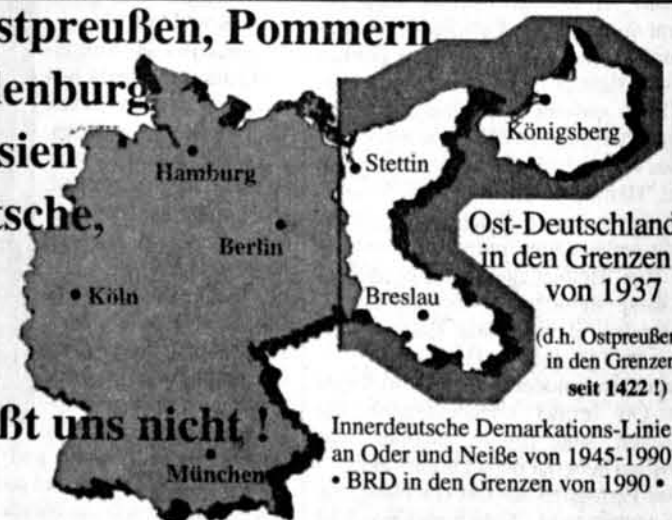 stpreußen, Pommern
enburg
sien
tsche,
Hamburg
Berlin
Köln
München
Stettin
Königsberg
Breslau
Ost-Deutschland
in den Grenzen
von 1937
(d.h. Ostpreußen
in den Grenzen
seit 1422 !)
ßt uns nicht !
Innerdeutsche Demarkations-Linie
an Oder und Neiße von 1945-1990
• BRD in den Grenzen von 1990 •